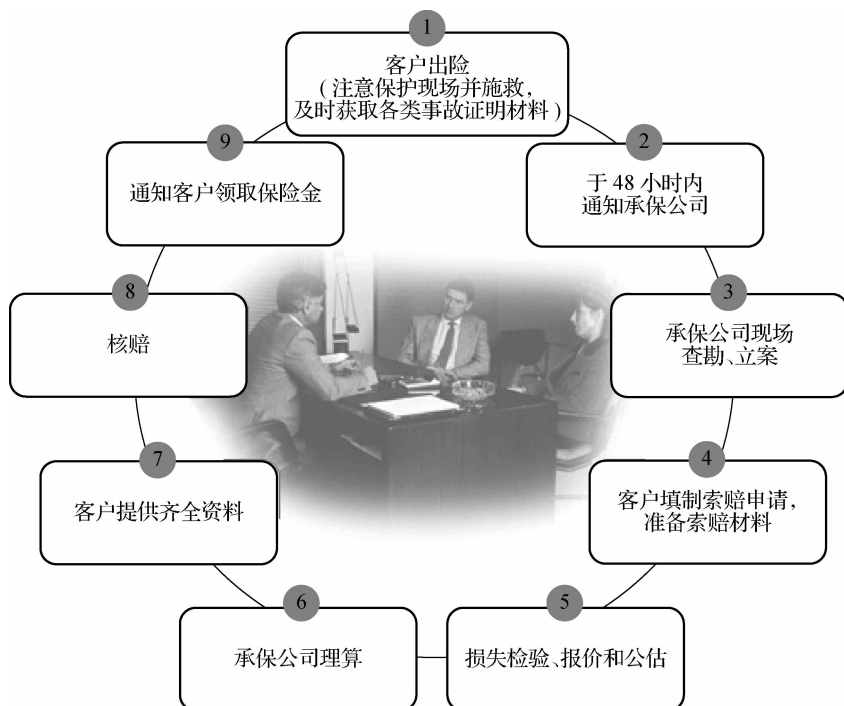 1
客户出险
(注意保护现场并施救，
及时获取各类事故证明材料)
2
于 48 小时内
通知承保公司
3
承保公司现场
查勘、立案
4
客户填制索赔申请，
准备索赔材料
5
损失检验、报价和公估
6
承保公司理算
7
客户提供齐全资料
8
核赔
9
通知客户领取保险金